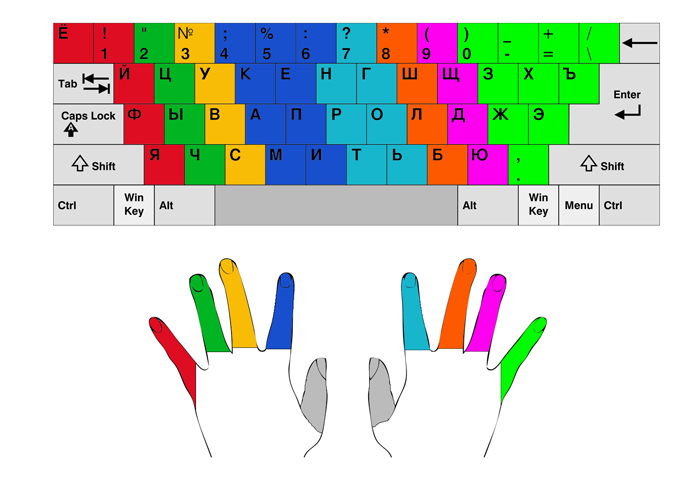 Ё ! " № ; % : ? * ( ) _ + /
1 2 3 4 5 6 7 8 9 0 - = \
Tab Й Ц У К Е Н Г Ш Щ З Х Ъ Enter
Caps Lock Ф Ы В А П Р О Л Д Ж Э
Shift Я Ч С М И Т Ь Б Ю , . Shift
Ctrl Win Key Alt Alt Win Key Menu Ctrl